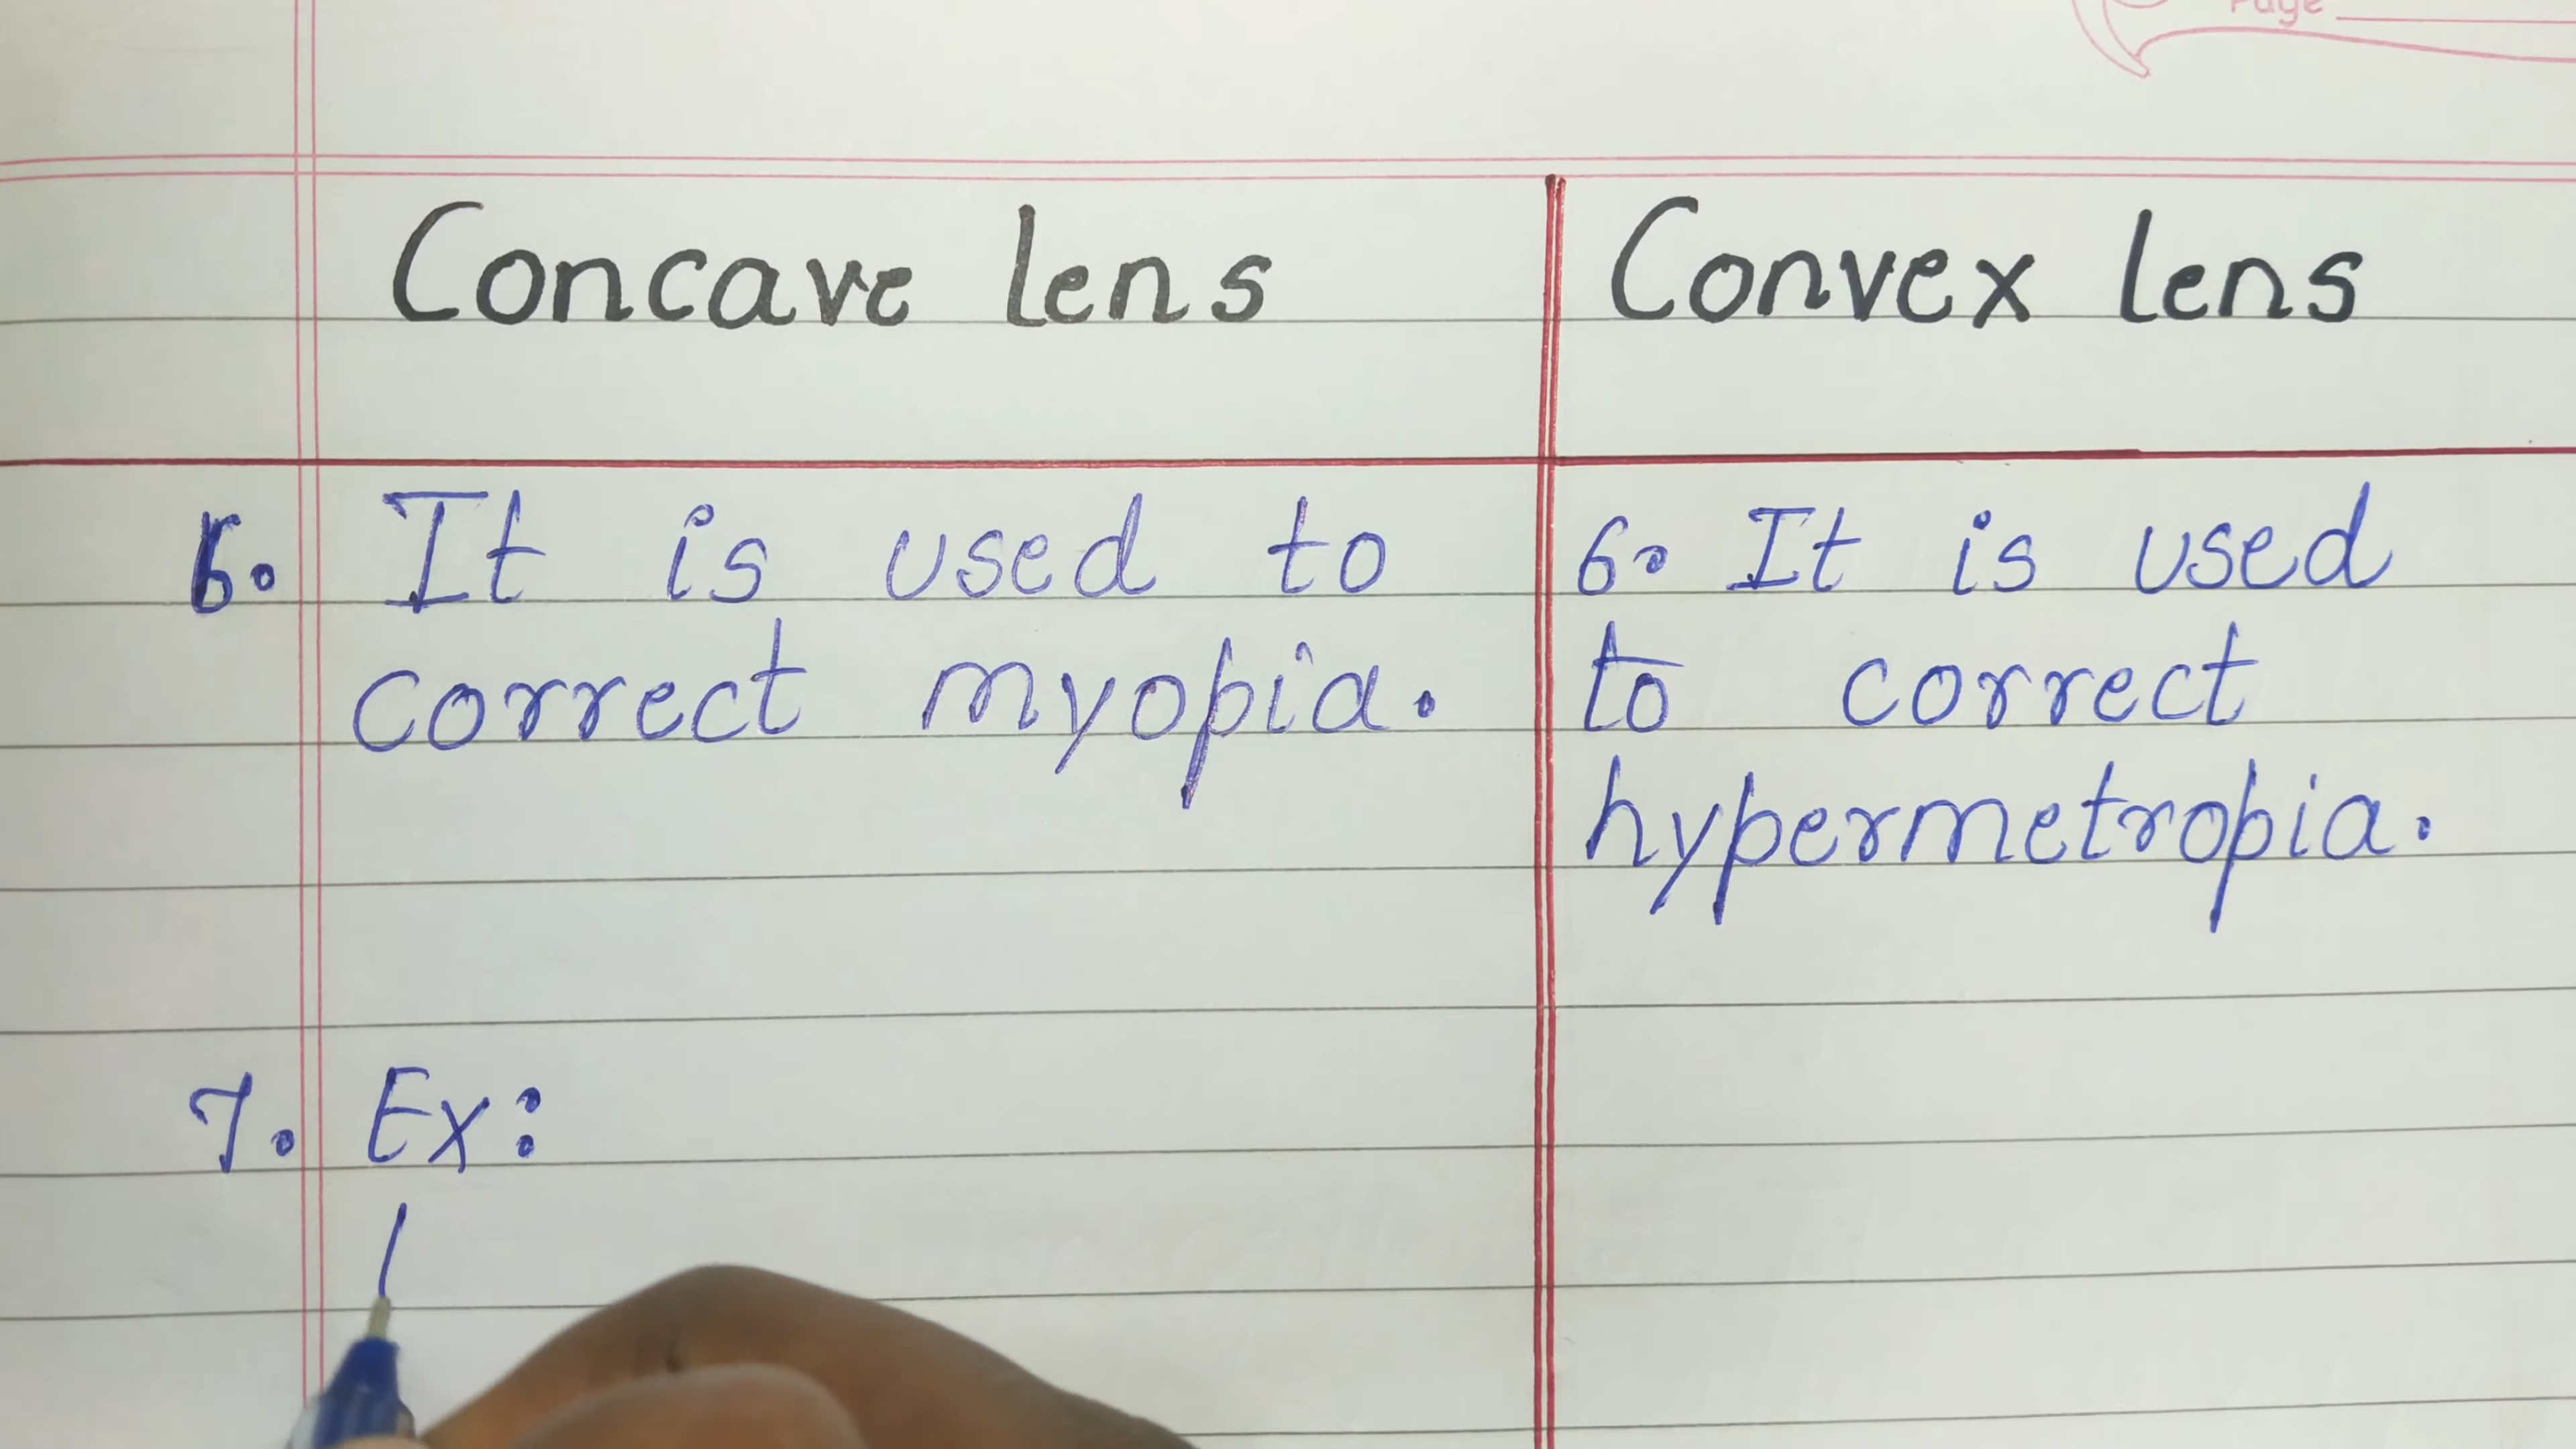 Page
Concave lens
Convex lens
6. It is used to
correct myopia.
6. It is used
to correct
hypermetropia.
7. Ex: